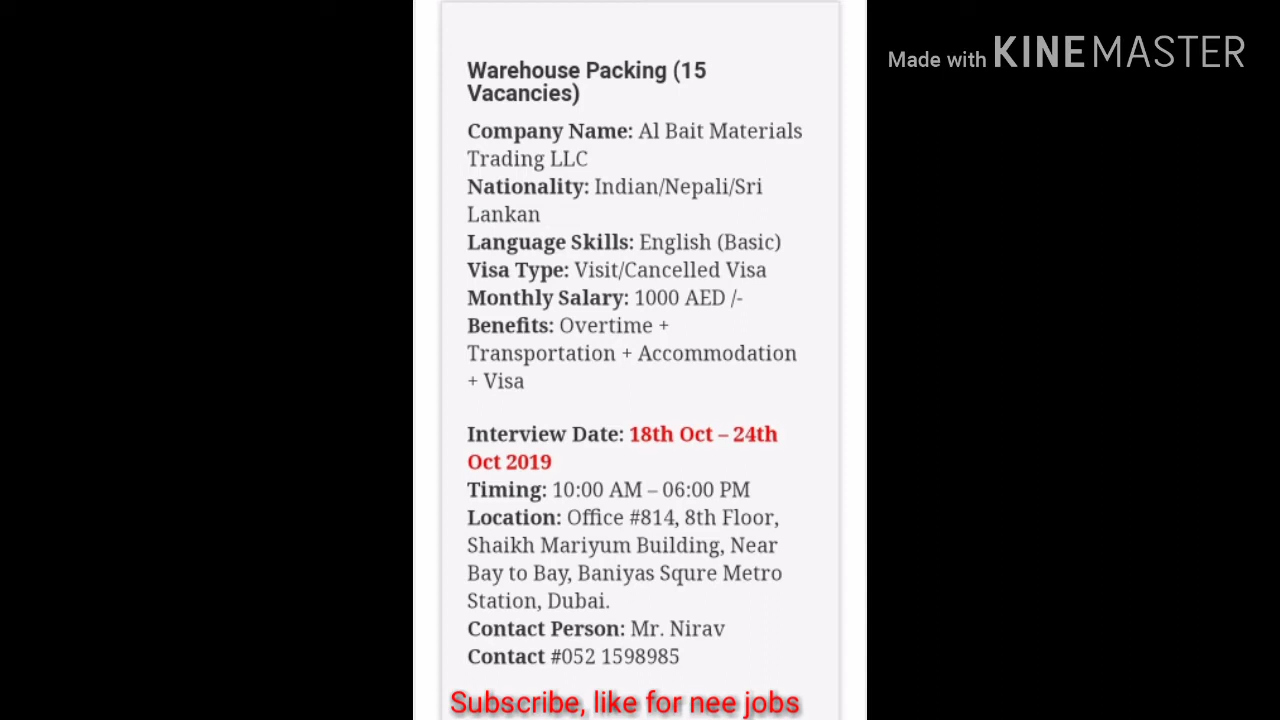 Made with KINEMASTER
Warehouse Packing (15
Vacancies)
Company Name: Al Bait Materials
Trading LLC
Nationality: Indian/Nepali/Sri
Lankan
Language Skills: English (Basic)
Visa Type: Visit/Cancelled Visa
Monthly Salary: 1000 AED /-
Benefits: Overtime +
Transportation + Accommodation
+ Visa
Interview Date: 18th Oct – 24th
Oct 2019
Timing: 10:00 AM – 06:00 PM
Location: Office #814, 8th Floor,
Shaikh Mariyum Building, Near
Bay to Bay, Baniyas Squre Metro
Station, Dubai.
Contact Person: Mr. Nirav
Contact #052 1598985
Subscribe, like for nee jobs